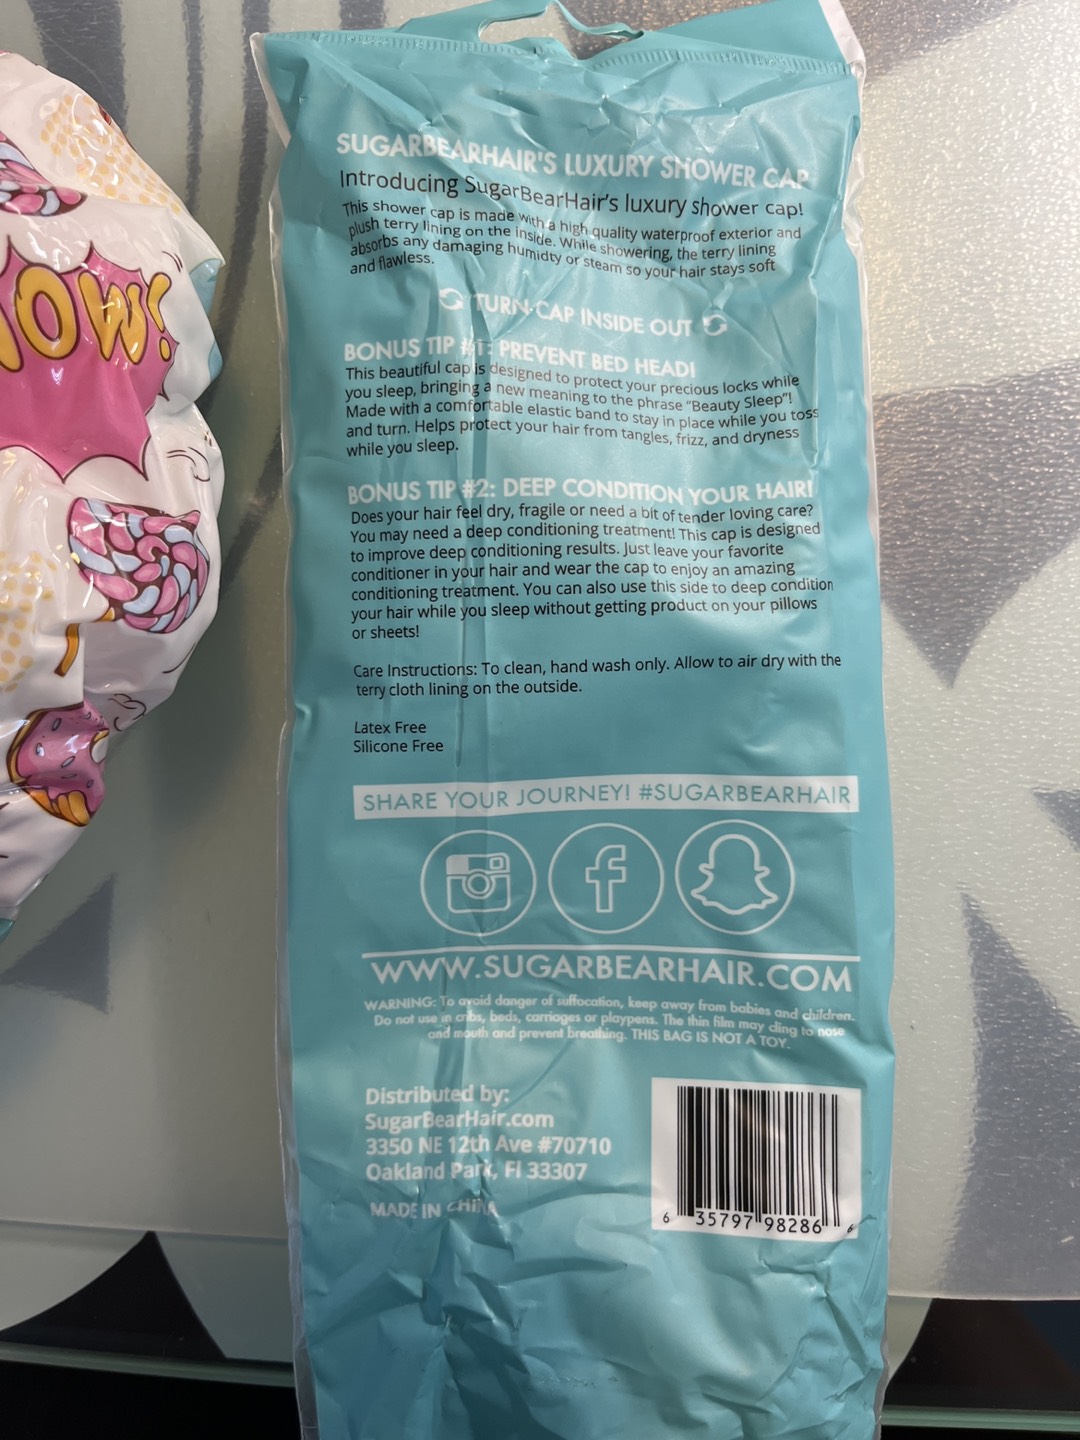 OW!
SUGARBEARHAIR'S LUXURY SHOWER CAP
Introducing SugarBearHair's luxury shower cap!
This shower cap is made with a high quality waterproof exterior and
plush terry lining on the inside. While showering, the terry lining
absorbs any damaging humidty or steam so your hair stays soft
and flawless.
TURN CAP INSIDE OUT
BONUS TIP #1: PREVENT BED HEAD!
This beautiful cap is designed to protect your precious locks while
you sleep, bringing a new meaning to the phrase "Beauty Sleep"!
Made with a comfortable elastic band to stay in place while you toss
and turn. Helps protect your hair from tangles, frizz, and dryness
while you sleep.
BONUS TIP #2: DEEP CONDITION YOUR HAIR!
Does your hair feel dry, fragile or need a bit of tender loving care?
You may need a deep conditioning treatment! This cap is designed
to improve deep conditioning results. Just leave your favorite
conditioner in your hair and wear the cap to enjoy an amazing
conditioning treatment. You can also use this side to deep condition
your hair while you sleep without getting product on your pillows
or sheets!
Care Instructions: To clean, hand wash only. Allow to air dry with the
terry cloth lining on the outside.
Latex Free
Silicone Free
SHARE YOUR JOURNEY! #SUGARBEARHAIR
WWW.SUGARBEARHAIR.COM
WARNING: To avoid danger of suffocation, keep away from babies and children.
Do not use in cribs, beds, carriages or playpens. The thin film may cling to nose
and mouth and prevent breathing. THIS BAG IS NOT A TOY.
Distributed by:
SugarBearHair.com
3350 NE 12th Ave #70710
Oakland Park, Fl 33307
MADE IN CHINA
6 35797 98286 6